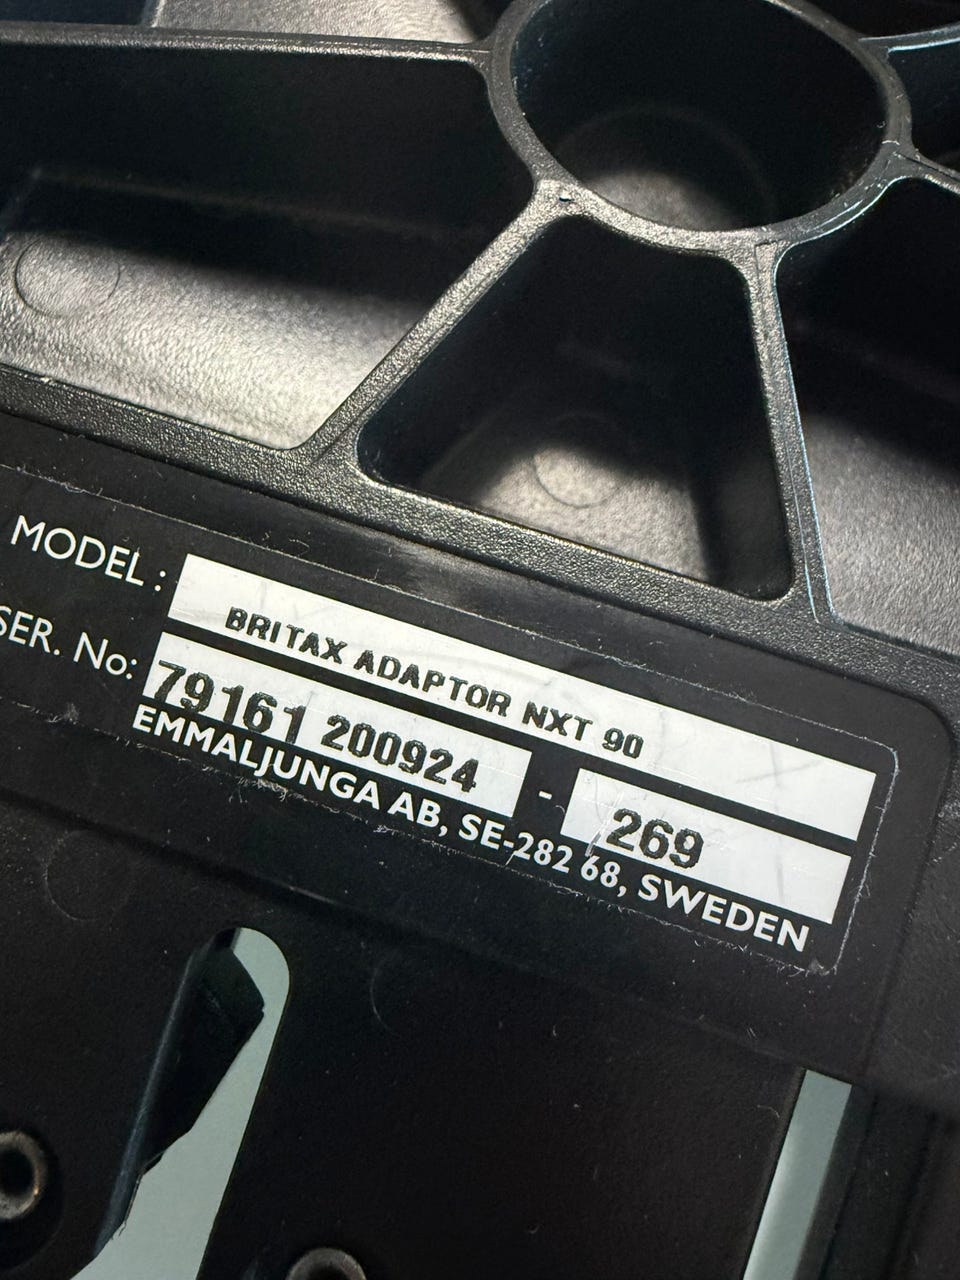 MODEL: BRITAX ADAPTOR NXT 90
SER. No: 79161 200924 - 269
EMMALJUNGA AB, SE-282 68, SWEDEN